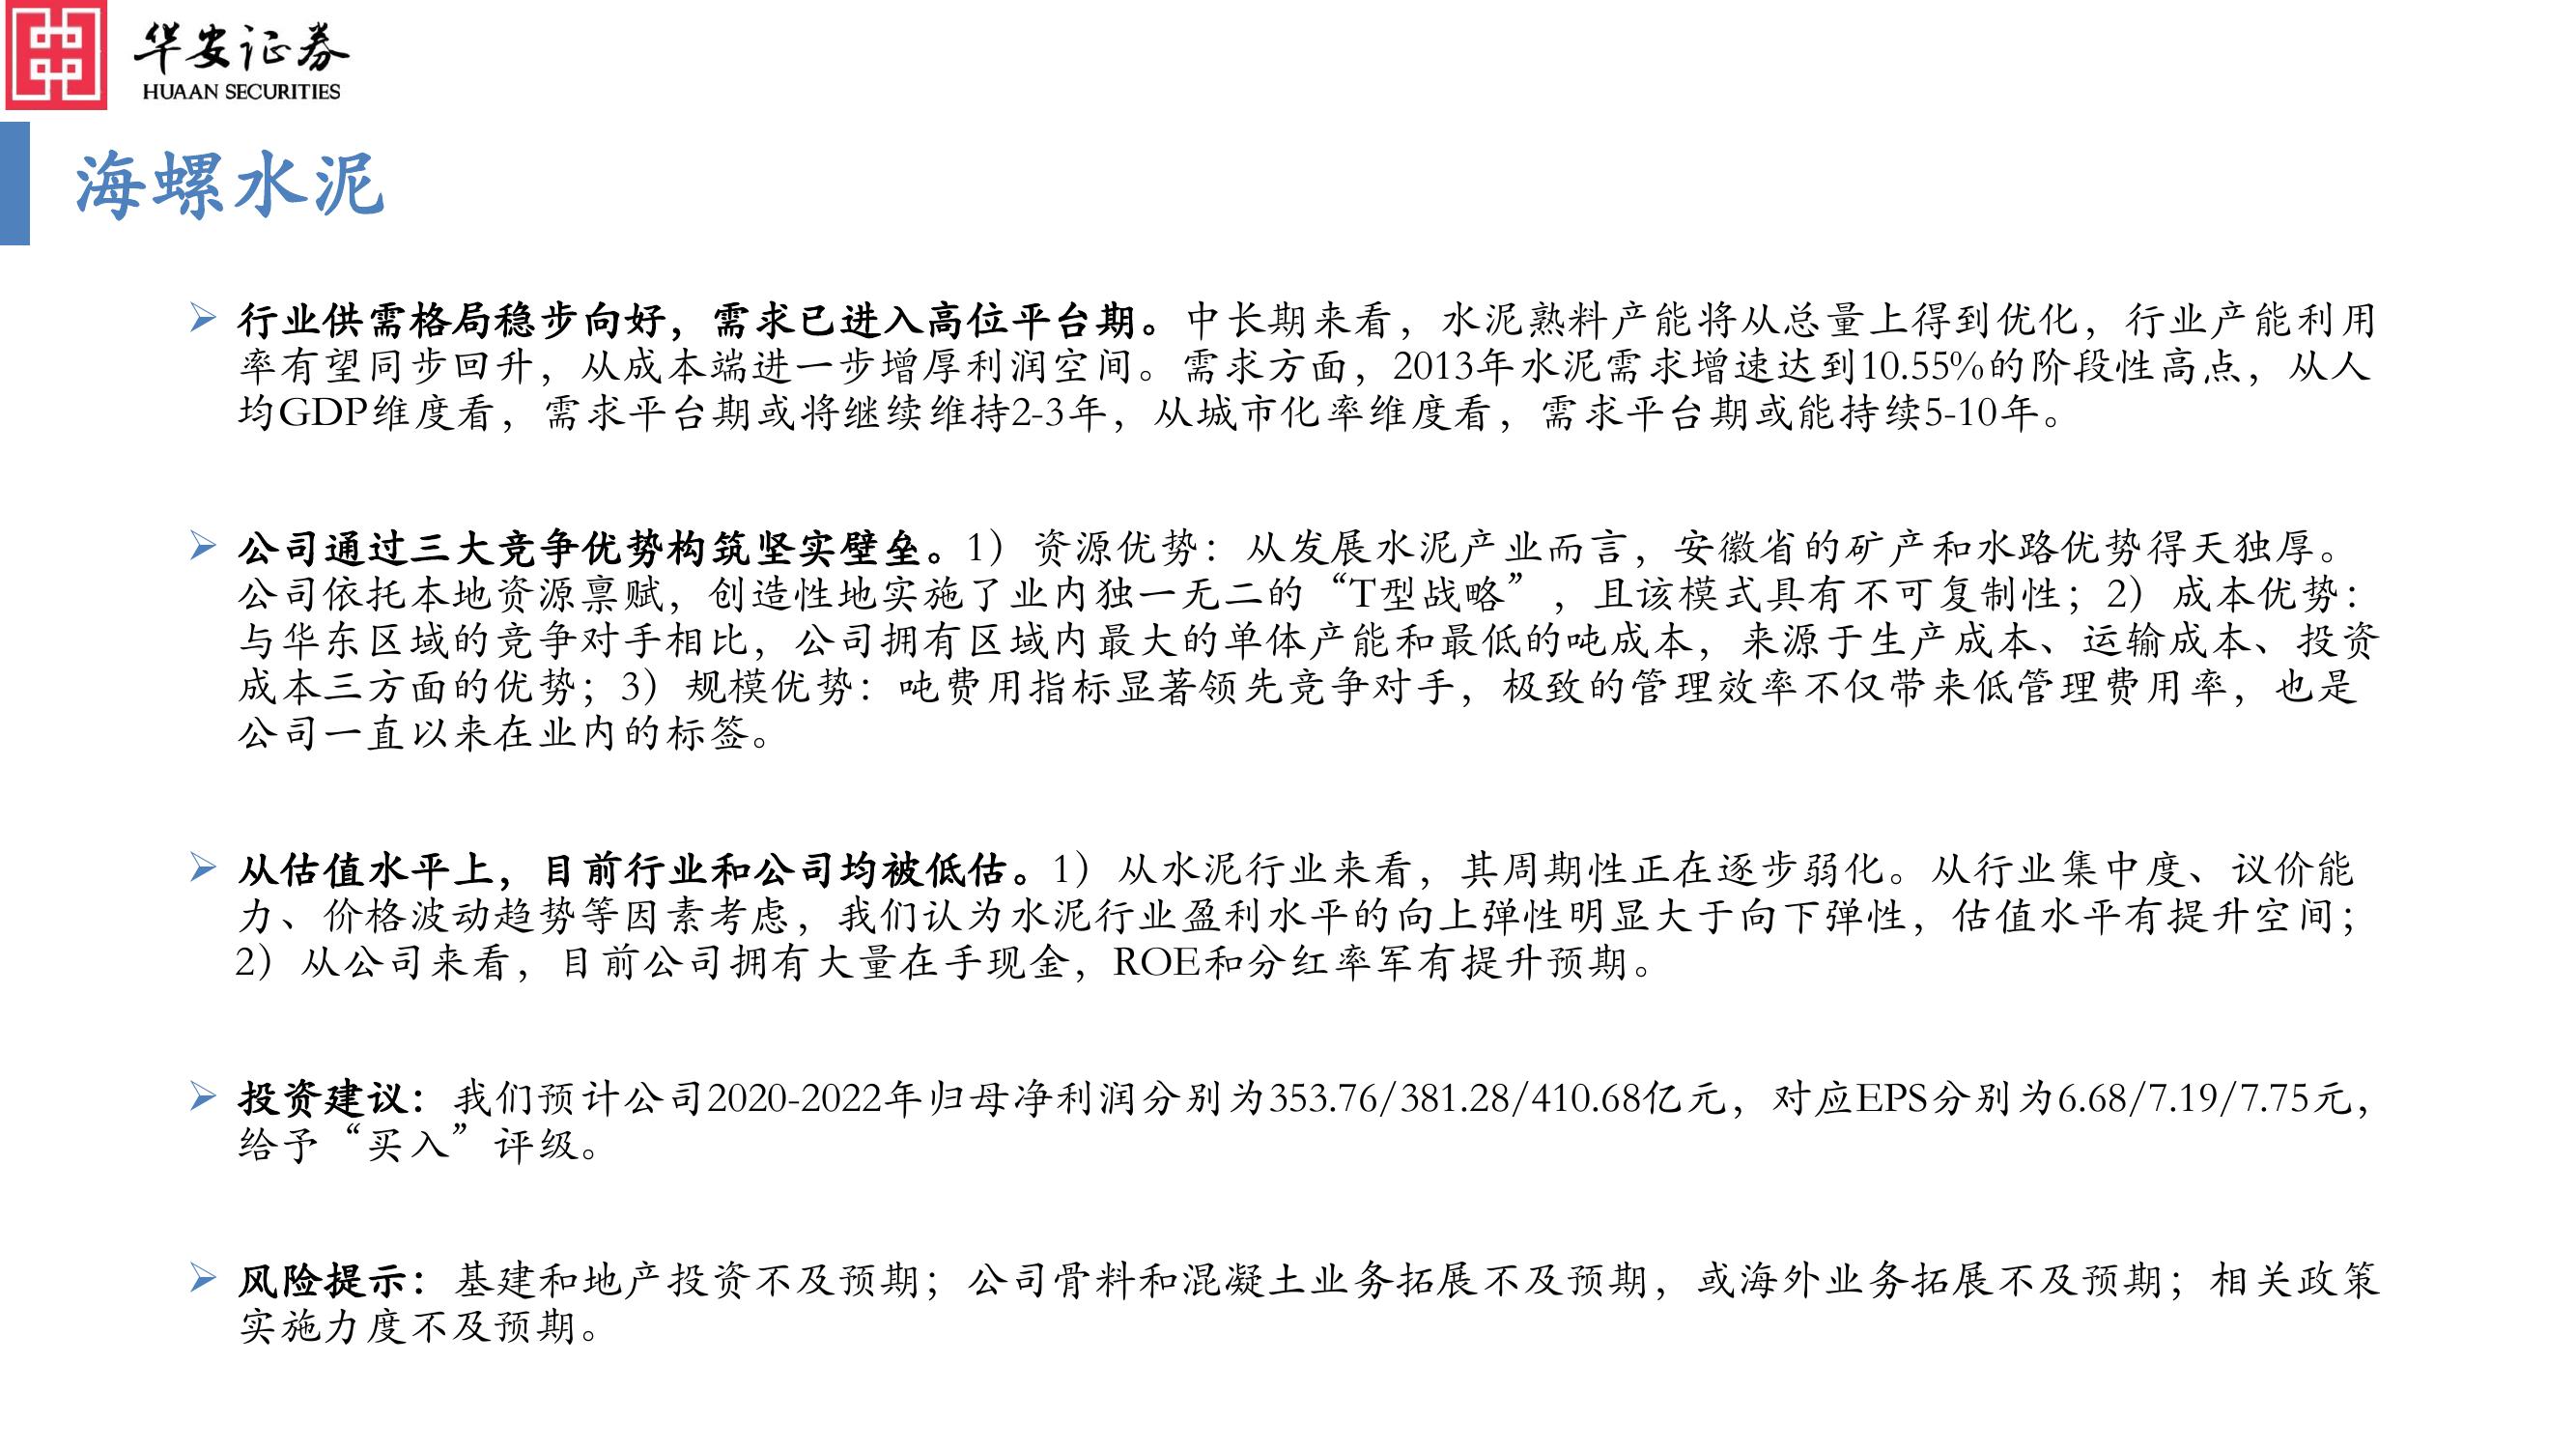 华安证券
HUAAN SECURITIES
海螺水泥
行业供需格局稳步向好，需求已进入高位平台期。中长期来看，水泥熟料产能将从总量上得到优化，行业产能利用
率有望同步回升，从成本端进一步增厚利润空间。需求方面，2013年水泥需求增速达到10.55%的阶段性高点，从人
均GDP维度看，需求平台期或将继续维持2-3年，从城市化率维度看，需求平台期或能持续5-10年。
公司通过三大竞争优势构筑坚实壁垒。1）资源优势：从发展水泥产业而言，安徽省的矿产和水路优势得天独厚。
公司依托本地资源禀赋，创造性地实施了业内独一无二的“T型战略”，且该模式具有不可复制性；2）成本优势：
与华东区域的竞争对手相比，公司拥有区域内最大的单体产能和最低的吨成本，来源于生产成本、运输成本、投资
成本三方面的优势；3）规模优势：吨费用指标显著领先竞争对手，极致的管理效率不仅带来低管理费用率，也是
公司一直以来在业内的标签。
从估值水平上，目前行业和公司均被低估。1）从水泥行业来看，其周期性正在逐步弱化。从行业集中度、议价能
力、价格波动趋势等因素考虑，我们认为水泥行业盈利水平的向上弹性明显大于向下弹性，估值水平有提升空间；
2）从公司来看，目前公司拥有大量在手现金，ROE和分红率军有提升预期。
投资建议：我们预计公司2020-2022年归母净利润分别为353.76/381.28/410.68亿元，对应EPS分别为6.68/7.19/7.75元，
给予“买入”评级。
风险提示：基建和地产投资不及预期；公司骨料和混凝土业务拓展不及预期，或海外业务拓展不及预期；相关政策
实施力度不及预期。